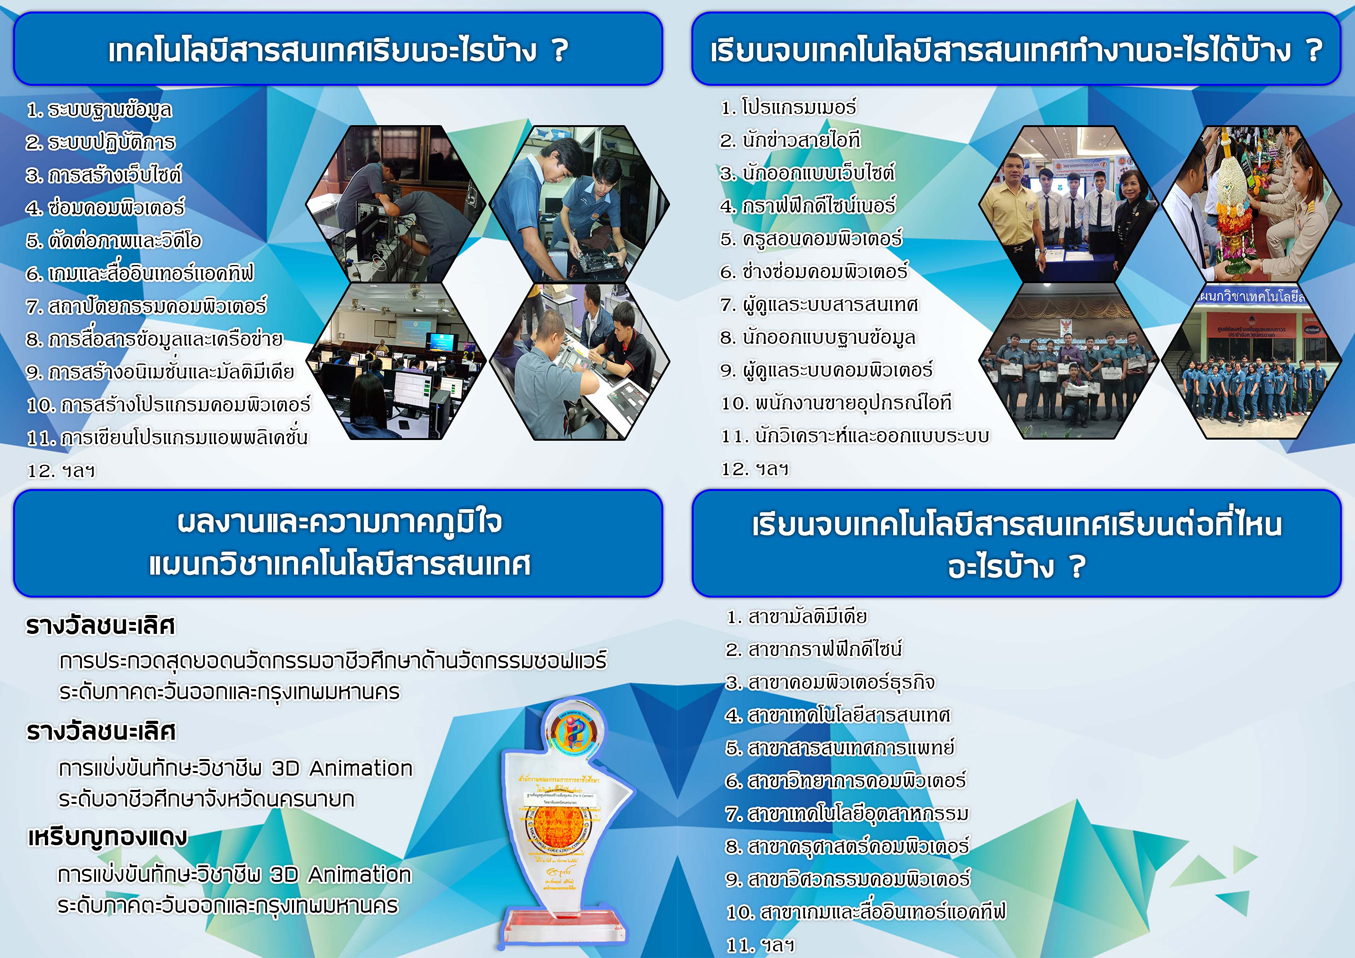 เทคโนโลยีสารสนเทศเรียนอะไรบ้าง ?
1. ระบบฐานข้อมูล
2. ระบบปฏิบัติการ
3. การสร้างเว็บไซต์
4. ซ่อมคอมพิวเตอร์
5. ตัดต่อภาพและวิดีโอ
6. เกมและสื่ออินเทอร์แอคทิฟ
7. สถาปัตยกรรมคอมพิวเตอร์
8. การสื่อสารข้อมูลและเครือข่าย
9. การสร้างอนิเมชั่นและมัลติมีเดีย
10. การสร้างโปรแกรมคอมพิวเตอร์
11. การเขียนโปรแกรมแอพพลิเคชั่น
12. ฯลฯ
เรียนจบเทคโนโลยีสารสนเทศทำงานอะไรได้บ้าง ?
1. โปรแกรมเมอร์
2. นักข่าวสายไอที
3. นักออกแบบเว็บไซต์
4. กราฟฟิกดีไซน์เนอร์
5. ครูสอนคอมพิวเตอร์
6. ช่างซ่อมคอมพิวเตอร์
7. ผู้ดูแลระบบสารสนเทศ
8. นักออกแบบฐานข้อมูล
9. ผู้ดูแลระบบคอมพิวเตอร์
10. พนักงานขายอุปกรณ์ไอที
11. นักวิเคราะห์และออกแบบระบบ
12. ฯลฯ
แผนกวิชาเทคโนโลยีส
ผลงานและความภาคภูมิใจ
แผนกวิชาเทคโนโลยีสารสนเทศ
รางวัลชนะเลิศ
การประกวดสุดยอดนวัตกรรมอาชีวศึกษาด้านวัตกรรมซอฟแวร์
ระดับภาคตะวันออกและกรุงเทพมหานคร
รางวัลชนะเลิศ
การแข่งขันทักษะวิชาชีพ 3D Animation
ระดับอาชีวศึกษาจังหวัดนครนายก
เหรียญทองแดง
การแข่งขันทักษะวิชาชีพ 3D Animation
ระดับภาคตะวันออกและกรุงเทพมหานคร
เรียนจบเทคโนโลยีสารสนเทศเรียนต่อที่ไหน
อะไรบ้าง ?
1. สาขามัลติมีเดีย
2. สาขากราฟฟิกดีไซน์
3. สาขาคอมพิวเตอร์ธุรกิจ
4. สาขาเทคโนโลยีสารสนเทศ
5. สาขาสารสนเทศการแพทย์
6. สาขาวิทยาการคอมพิวเตอร์
7. สาขาเทคโนโลยีอุตสาหกรรม
8. สาขาครุศาสตร์คอมพิวเตอร์
9. สาขาวิศวกรรมคอมพิวเตอร์
10. สาขาเกมและสื่ออินเทอร์แอคทีฟ
11. ฯลฯ